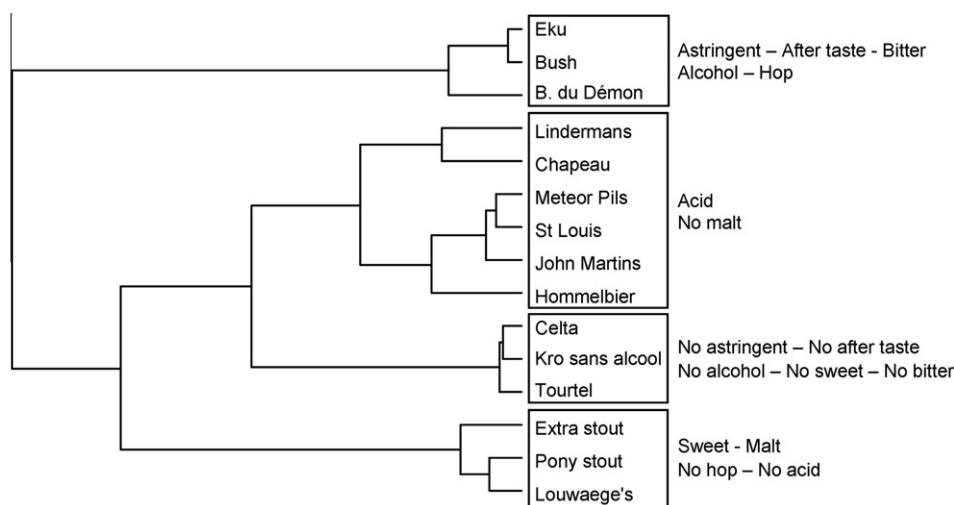 Eku
Bush
B. du Démon
Astringent – After taste - Bitter
Alcohol – Hop
Lindermans
Chapeau
Meteor Pils
St Louis
John Martins
Hommelbier
Acid
No malt
Celta
Kro sans alcool
Tourtel
No astringent – No after taste
No alcohol – No sweet – No bitter
Extra stout
Pony stout
Louwaege's
Sweet - Malt
No hop – No acid